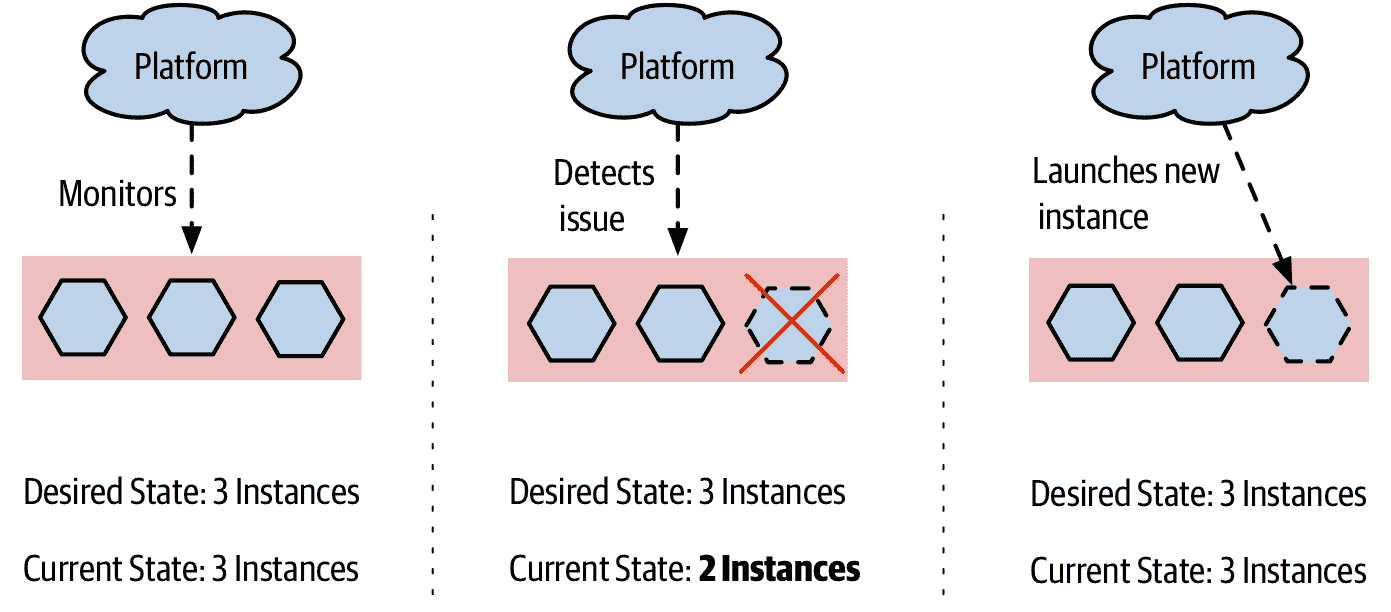 Platform
Monitors
Desired State: 3 Instances
Current State: 3 Instances
Platform
Detects
issue
Desired State: 3 Instances
Current State: 2 Instances
Platform
Launches new
instance
Desired State: 3 Instances
Current State: 3 Instances